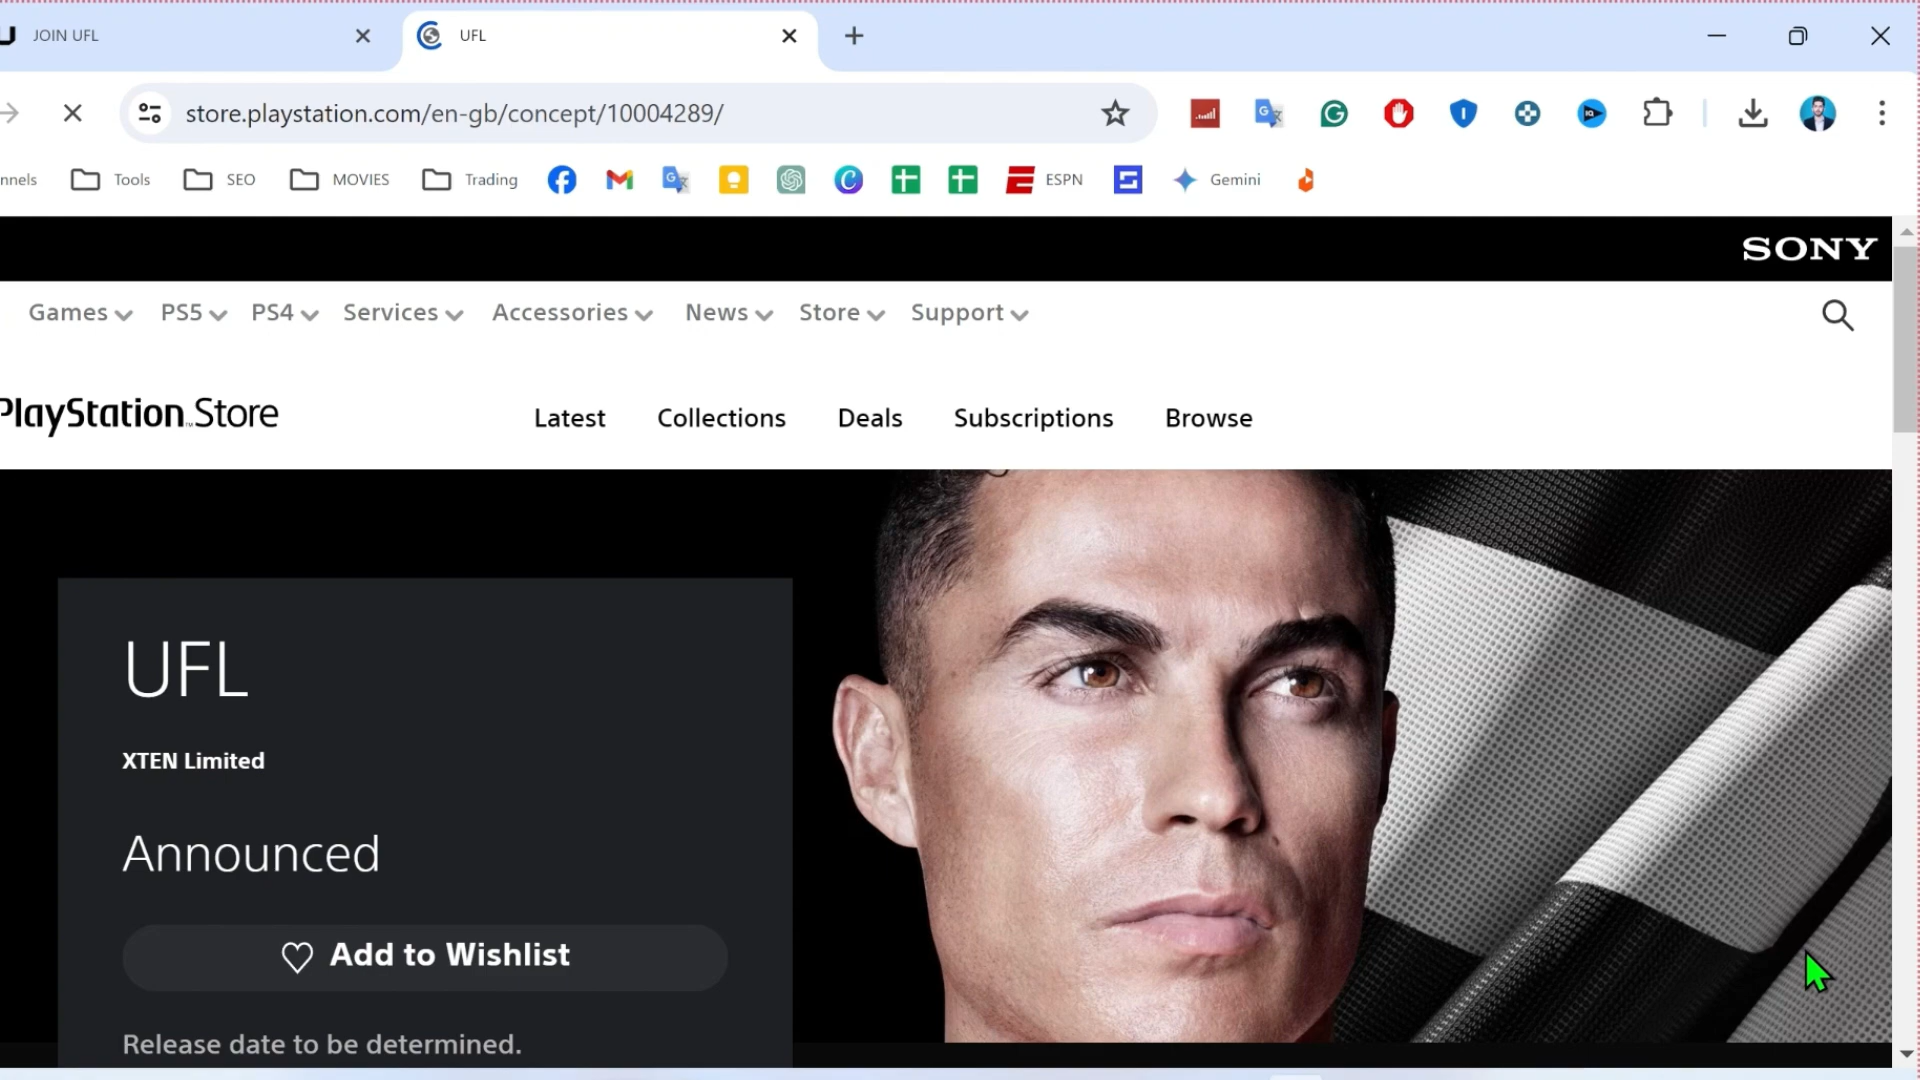 JOIN UFL
UFL
store.playstation.com/en-gb/concept/10004289/
nnels
Tools
SEO
MOVIES
Trading
ESPN
Gemini
SONY
Games
PS5
PS4
Services
Accessories
News
Store
Support
PlayStation Store
Latest
Collections
Deals
Subscriptions
Browse
UFL
XTEN Limited
Announced
Add to Wishlist
Release date to be determined.